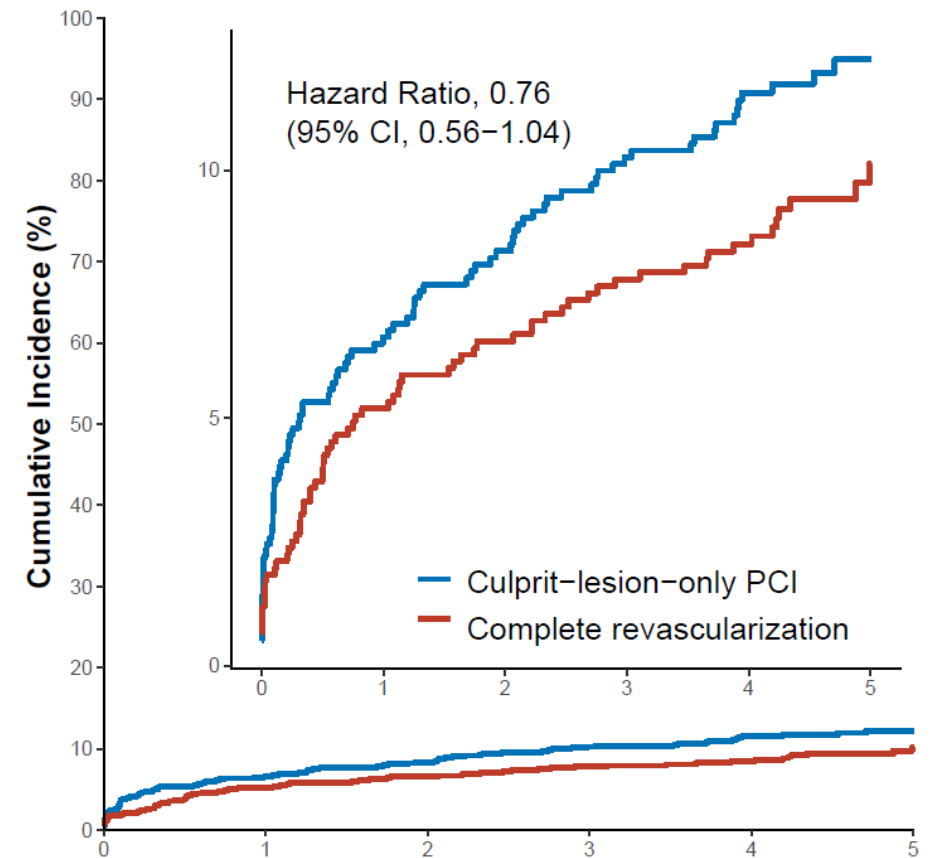 100
90
80
70
60
50
40
30
20
10
0
Cumulative Incidence (%)
Hazard Ratio, 0.76
(95% CI, 0.56−1.04)
10
5
0
Culprit−lesion−only PCI
Complete revascularization
0 1 2 3 4 5
0 1 2 3 4 5